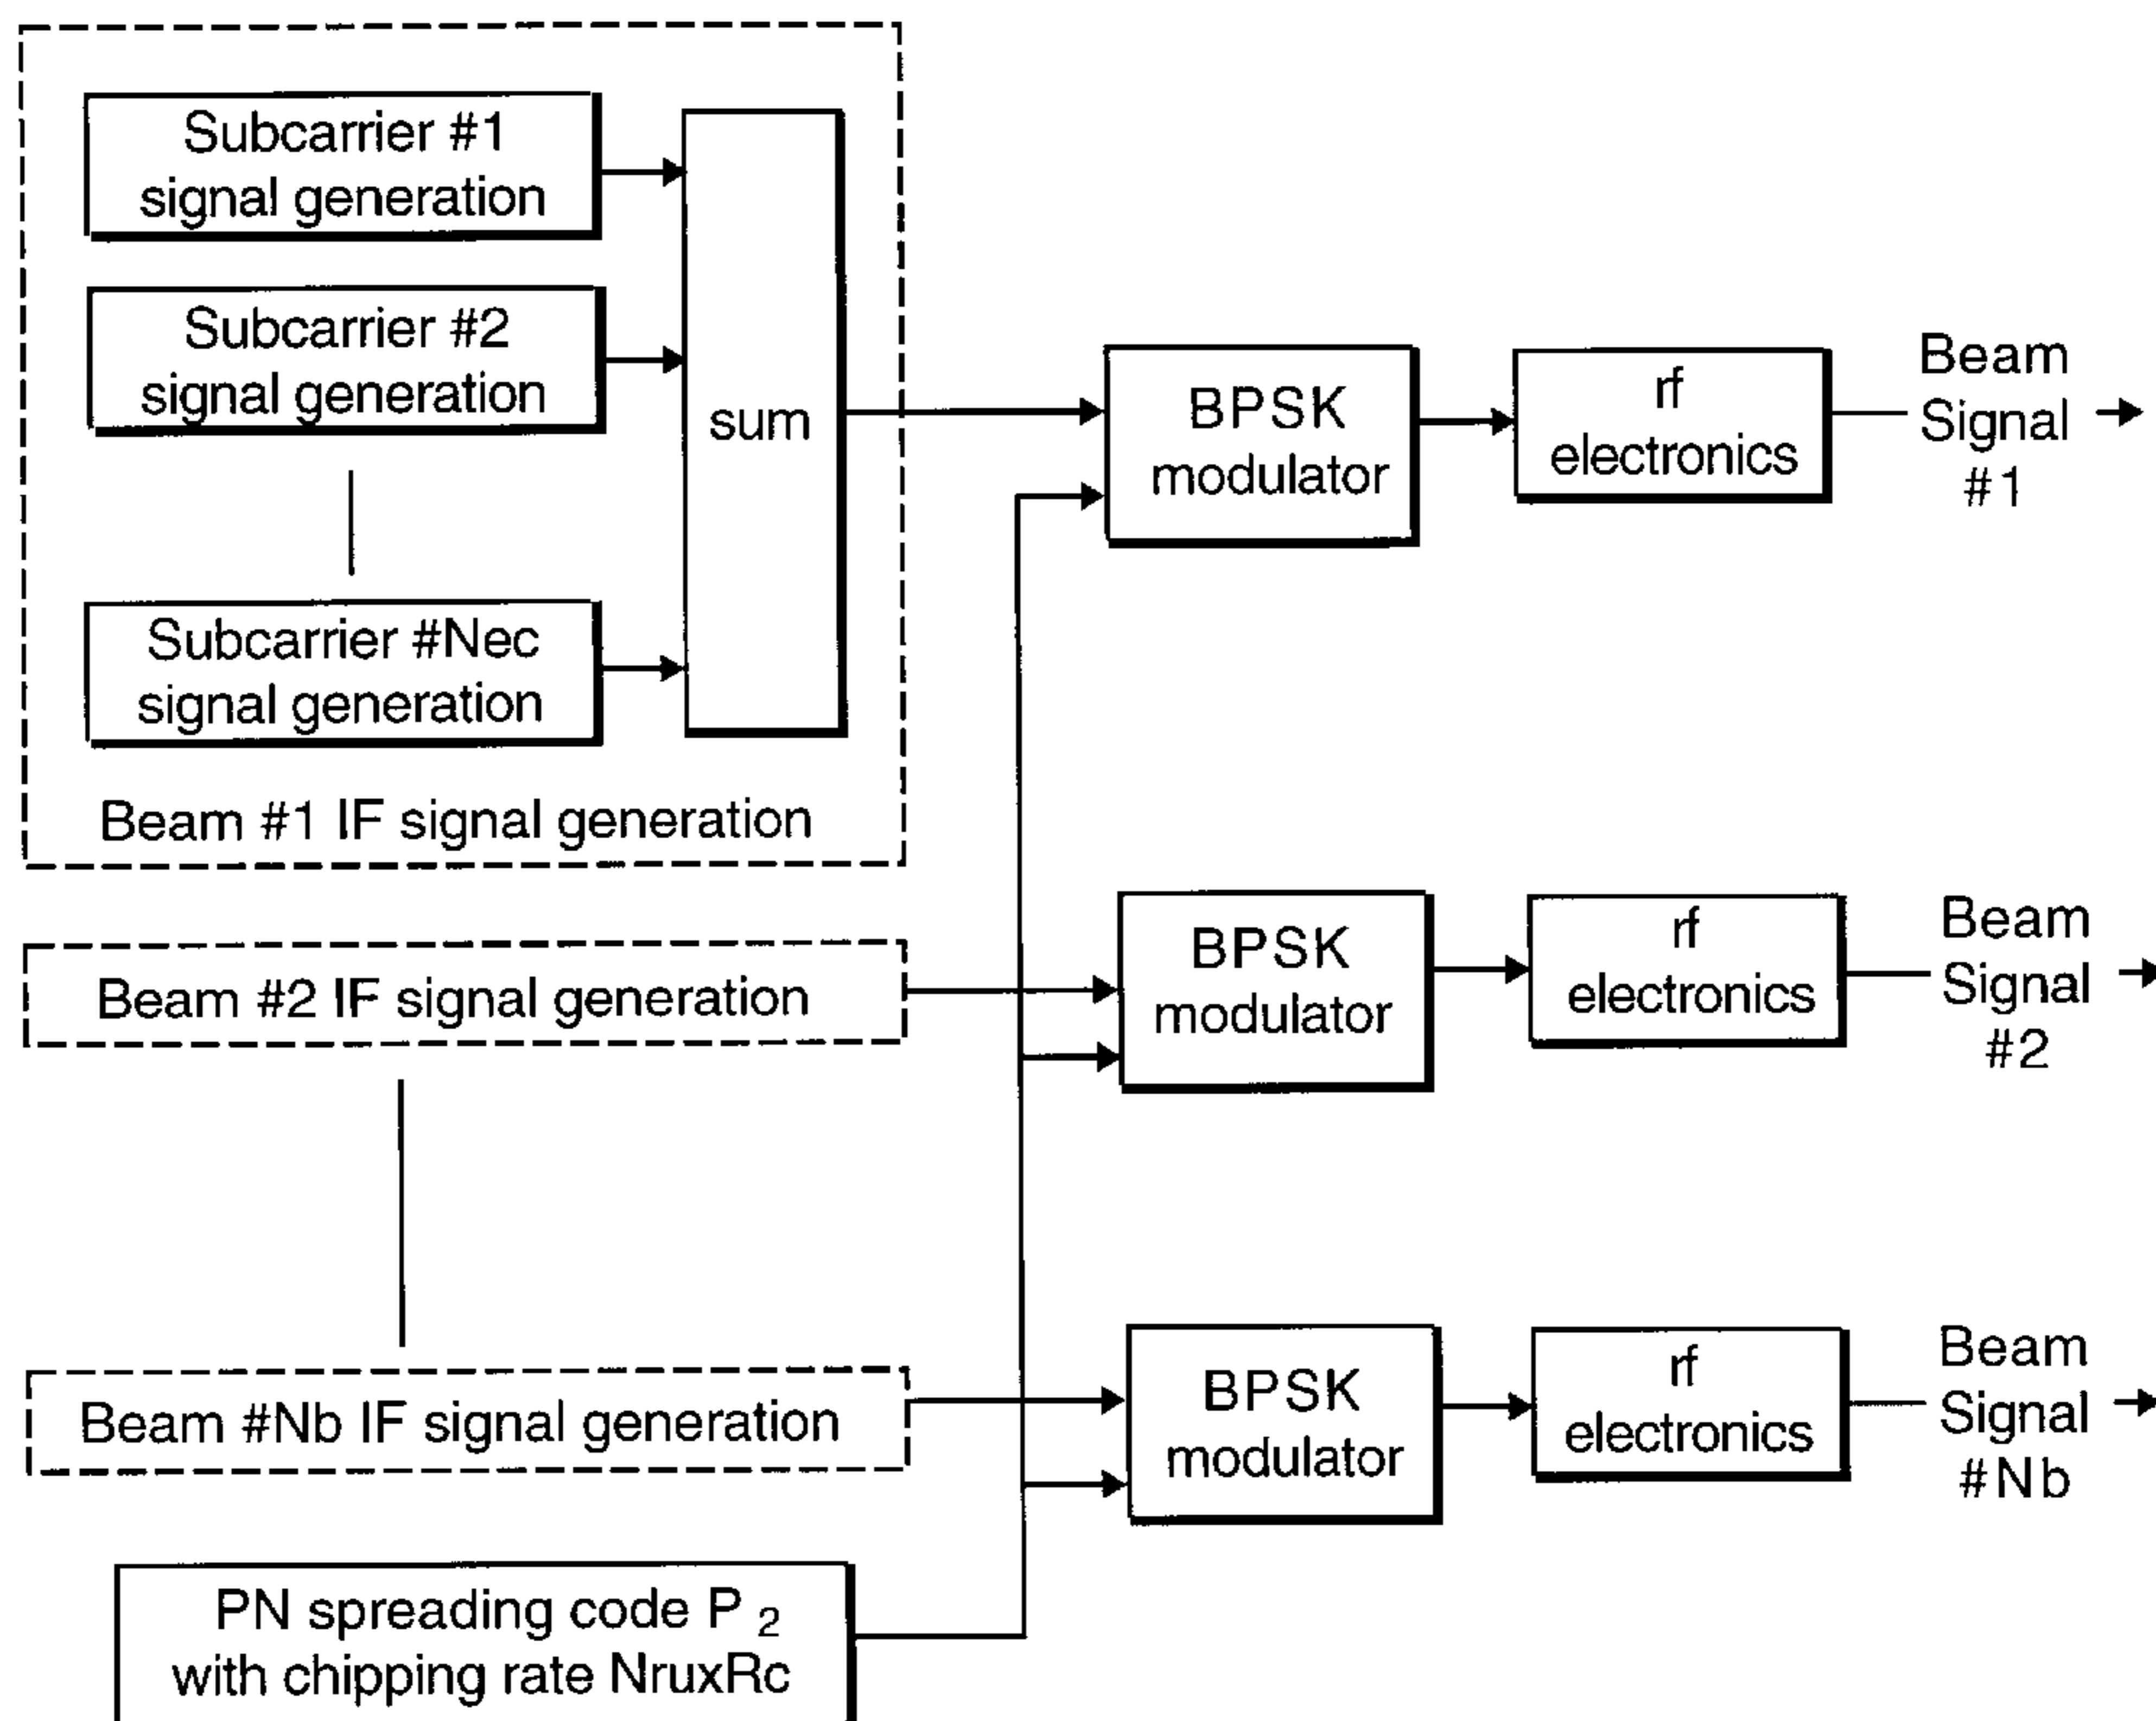 Subcarrier #1
signal generation
Subcarrier #2
signal generation
Subcarrier #Nec
signal generation
sum
Beam #1 IF signal generation
BPSK
modulator
rf
electronics
Beam
Signal
#1
Beam #2 IF signal generation
BPSK
modulator
rf
electronics
Beam
Signal
#2
Beam #Nb IF signal generation
BPSK
modulator
rf
electronics
Beam
Signal
#Nb
PN spreading code P 2
with chipping rate NruxRc